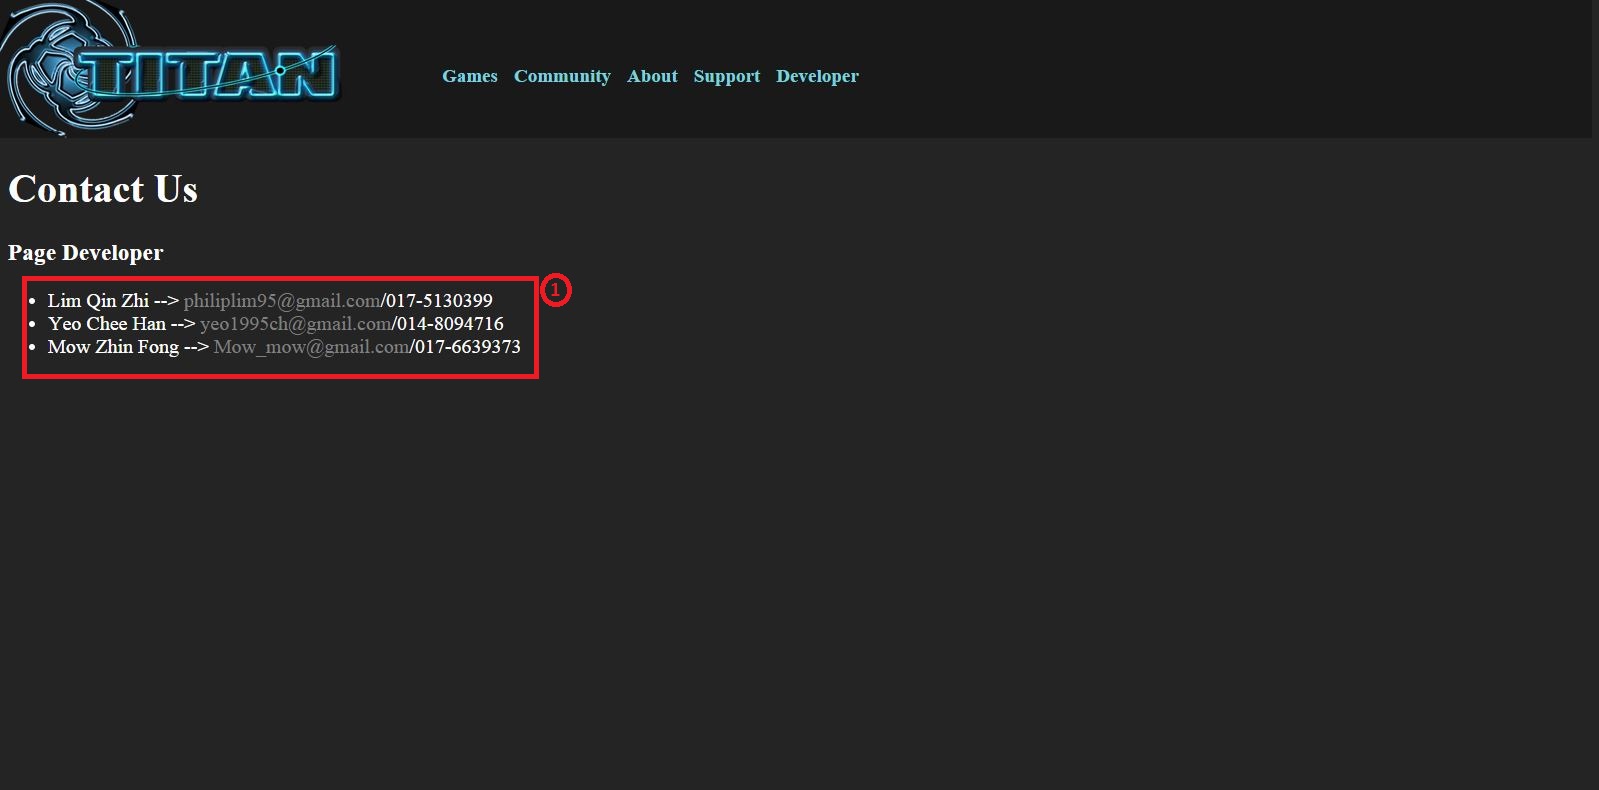 TITAN
Games Community About Support Developer
Contact Us
Page Developer
• Lim Qin Zhi --> philiplim95@gmail.com/017-5130399
• Yeo Chee Han --> yeo1995ch@gmail.com/014-8094716
• Mow Zhin Fong --> Mow_mow@gmail.com/017-6639373
1